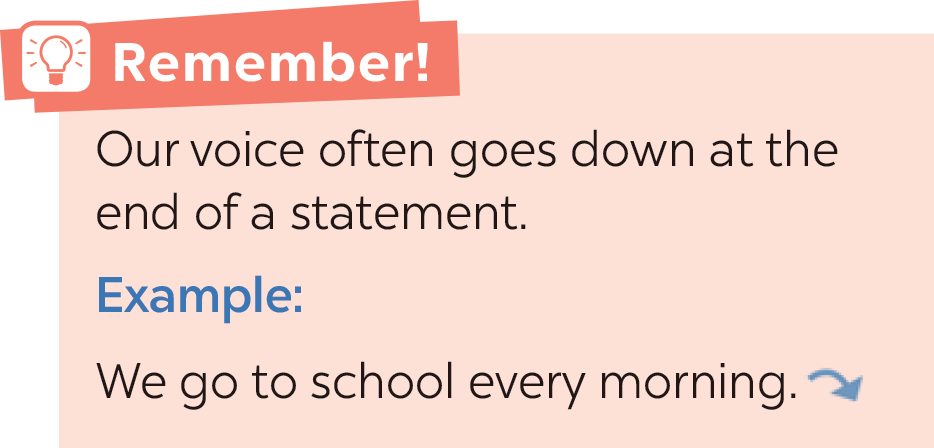 Remember!
Our voice often goes down at the
end of a statement.
Example:
We go to school every morning.